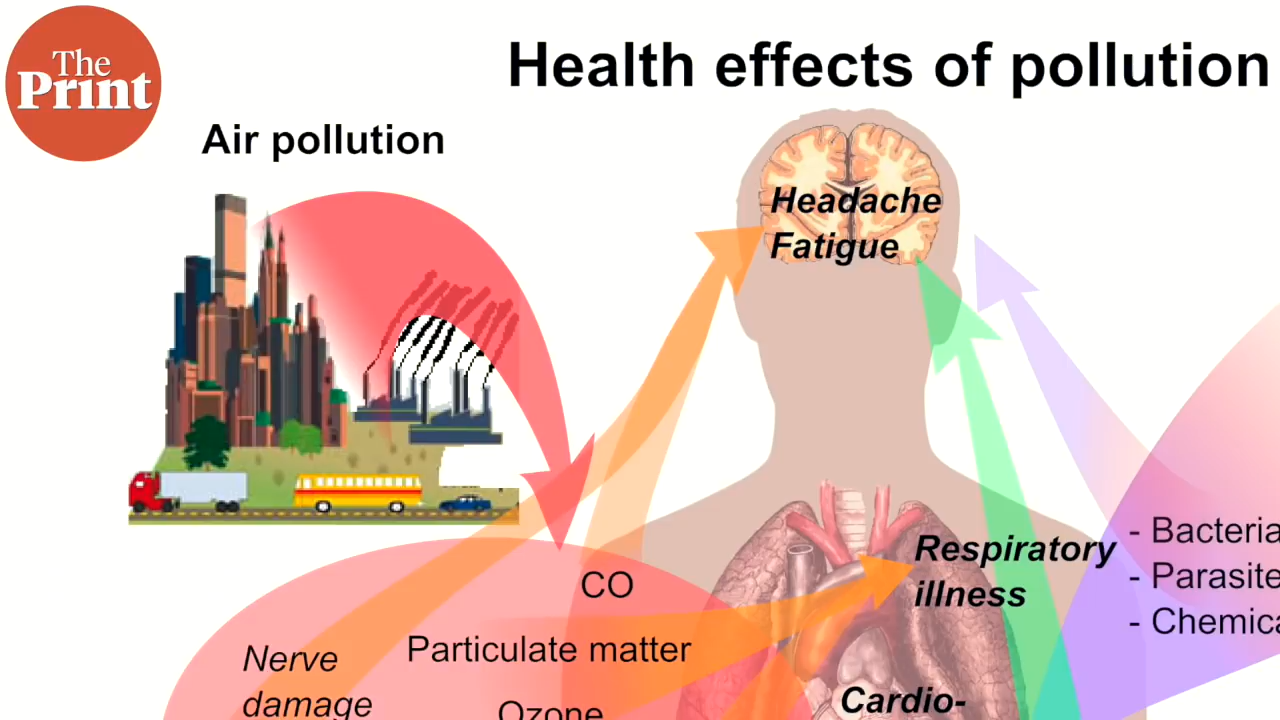 The
Print
Health effects of pollution
Air pollution
Headache
Fatigue
Respiratory
illness
- Bacteria
- Parasite
- Chemica
CO
Particulate matter
Ozone
Nerve
damage
Cardio-